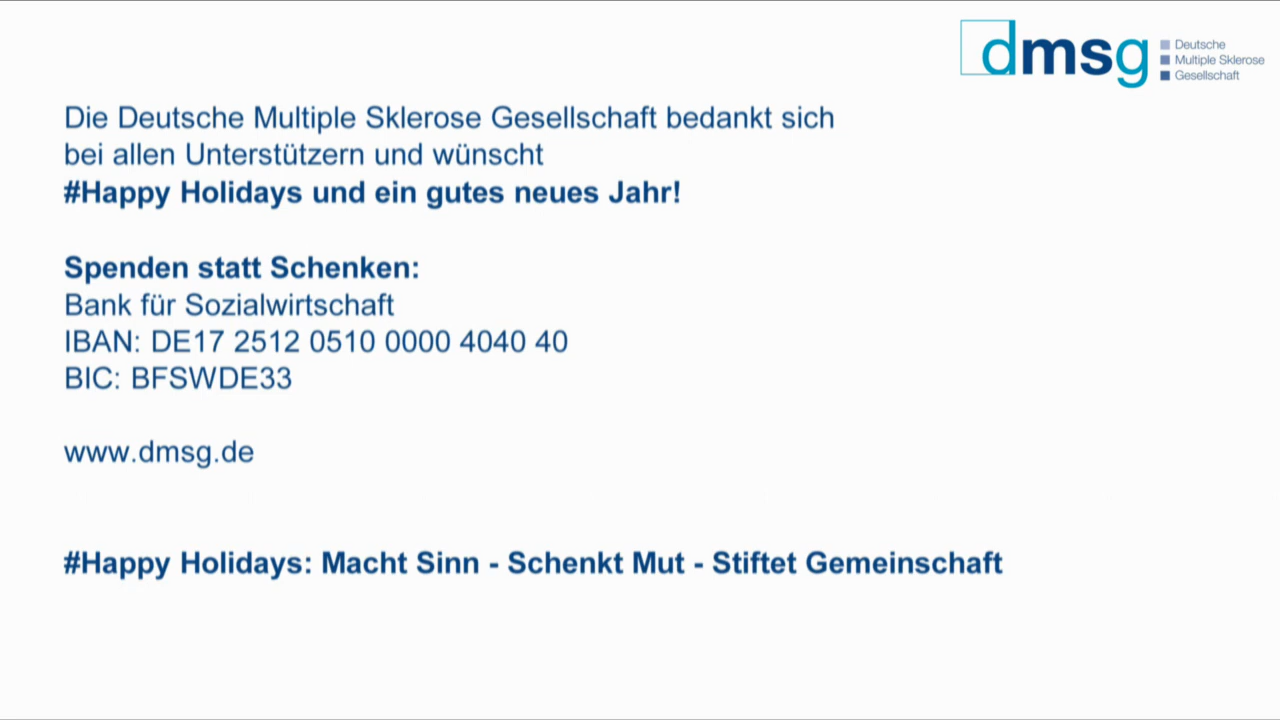 dmsg
Deutsche
Multiple Sklerose
Gesellschaft
Die Deutsche Multiple Sklerose Gesellschaft bedankt sich
bei allen Unterstützern und wünscht
#Happy Holidays und ein gutes neues Jahr!
Spenden statt Schenken:
Bank für Sozialwirtschaft
IBAN: DE17 2512 0510 0000 4040 40
BIC: BFSWDE33
www.dmsg.de
#Happy Holidays: Macht Sinn - Schenkt Mut - Stiftet Gemeinschaft